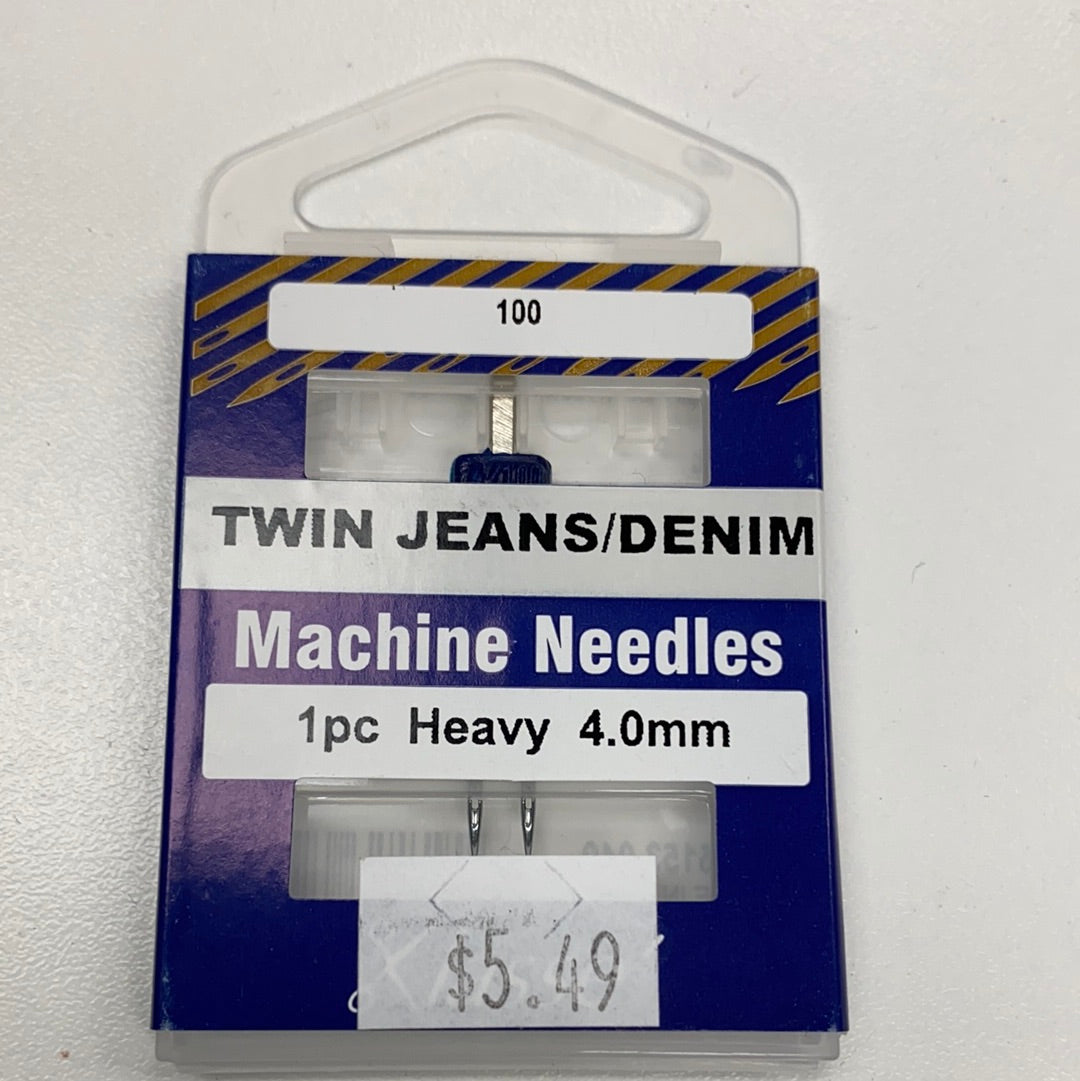 100
TWIN JEANS/DENIM
Machine Needles
1pc Heavy 4.0mm
$5.49